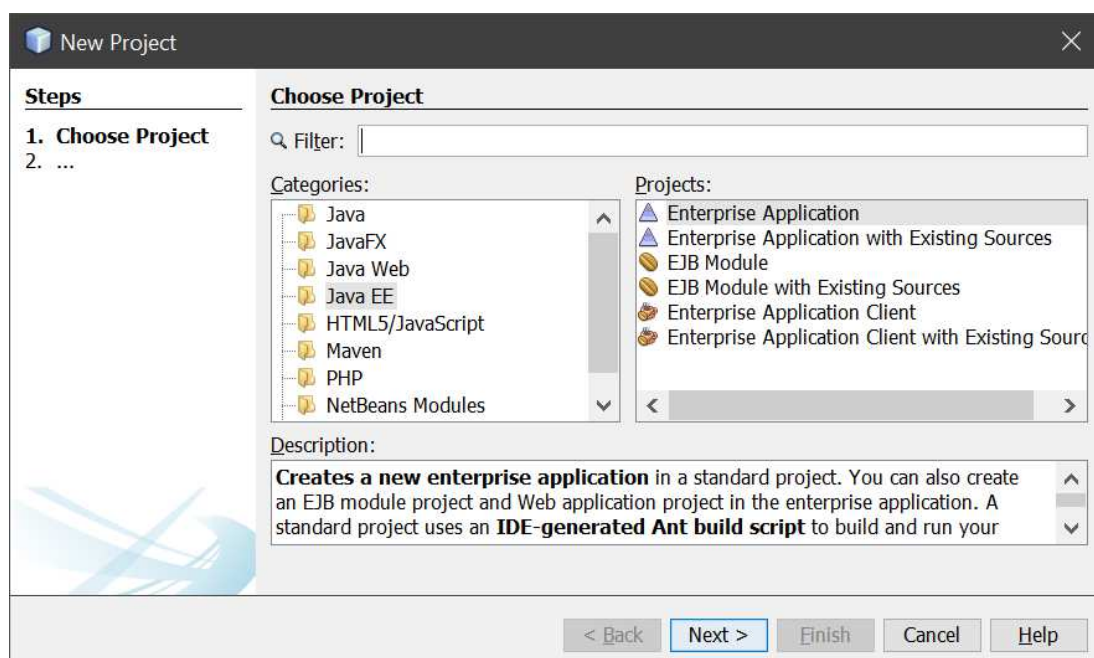 New Project
Steps
1. Choose Project
2. ...
Choose Project
Filter:
Categories:
Java
JavaFX
Java Web
Java EE
HTML5/JavaScript
Maven
PHP
NetBeans Modules
Projects:
Enterprise Application
Enterprise Application with Existing Sources
EJB Module
EJB Module with Existing Sources
Enterprise Application Client
Enterprise Application Client with Existing Sourc
Description:
Creates a new enterprise application in a standard project. You can also create
an EJB module project and Web application project in the enterprise application. A
standard project uses an IDE-generated Ant build script to build and run your
< Back
Next >
Finish
Cancel
Help